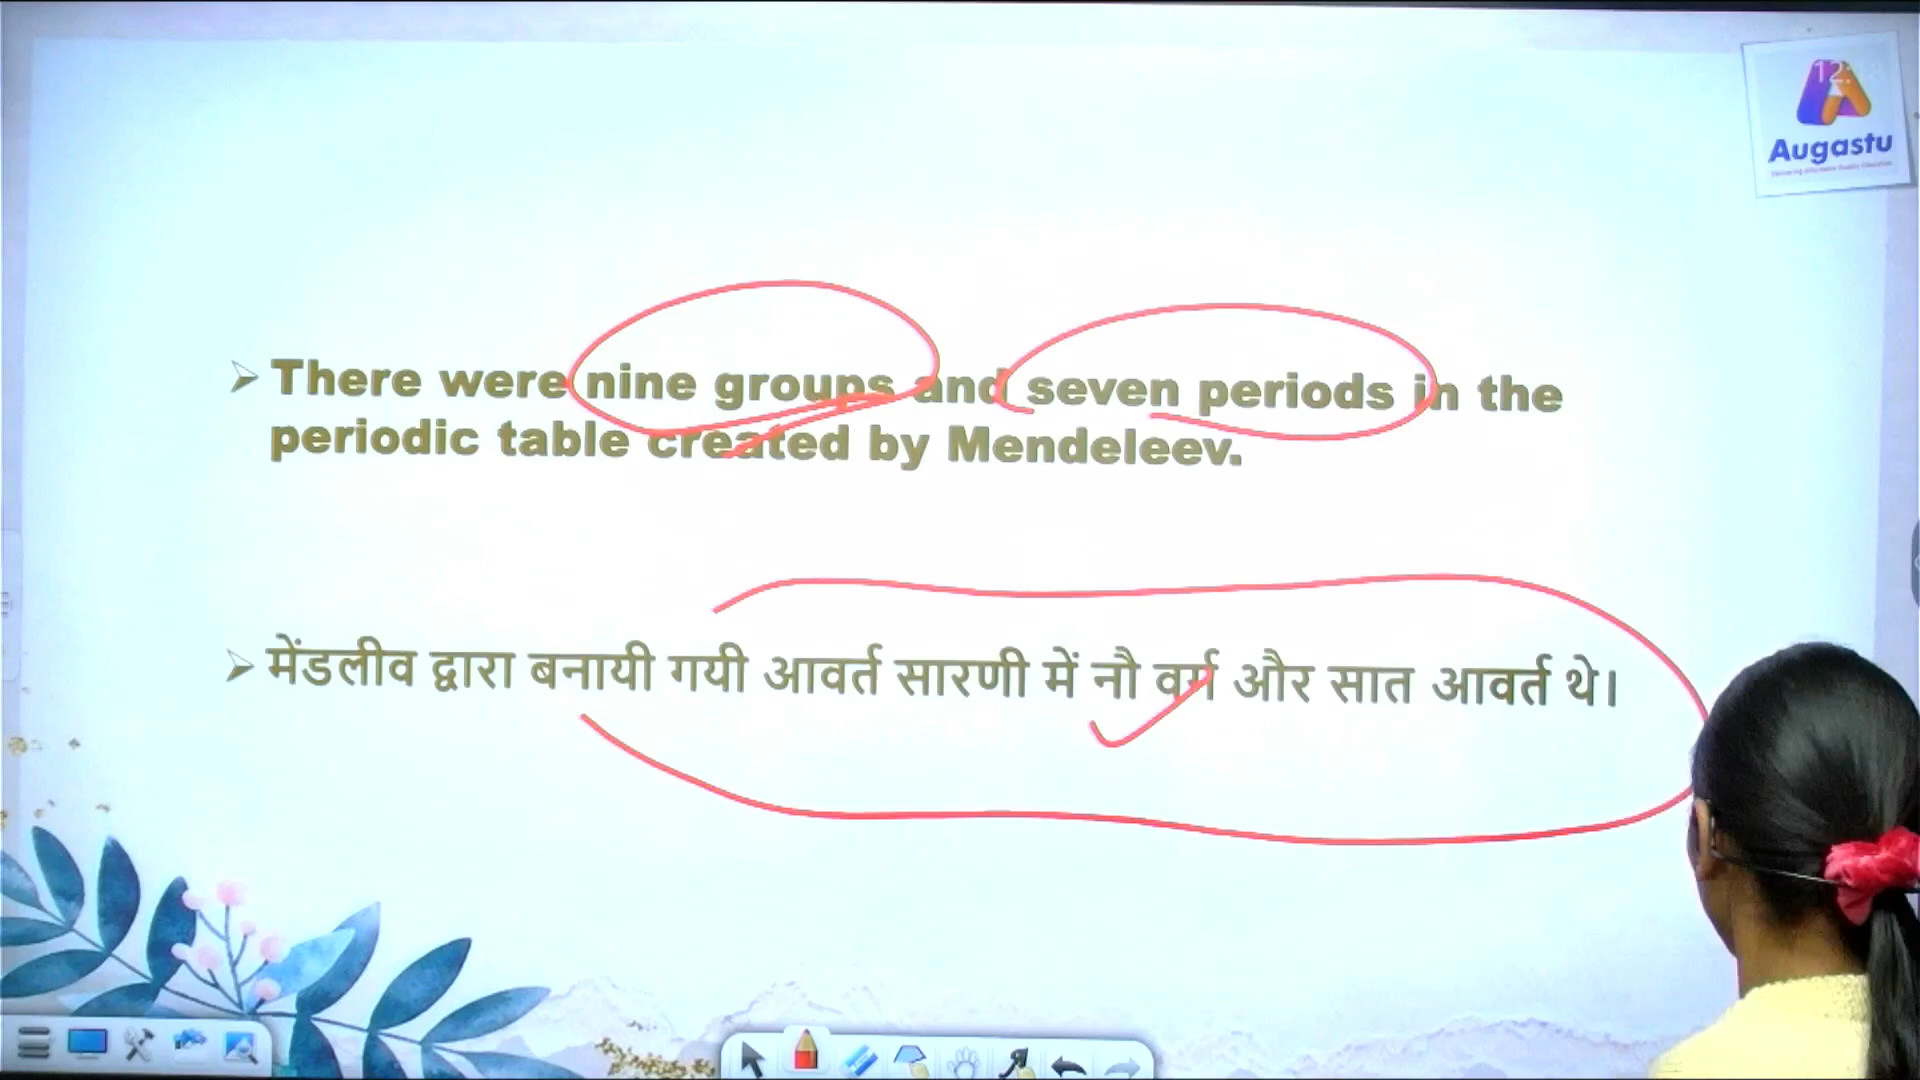 12:
Augastu
There were nine groups and seven periods in the
periodic table created by Mendeleev.
मेंडलीव द्वारा बनायी गयी आवर्त सारणी में नौ वर्ग और सात आवर्त थे।